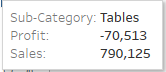 Sub-Category: Tables
Profit: -70,513
Sales: 790,125